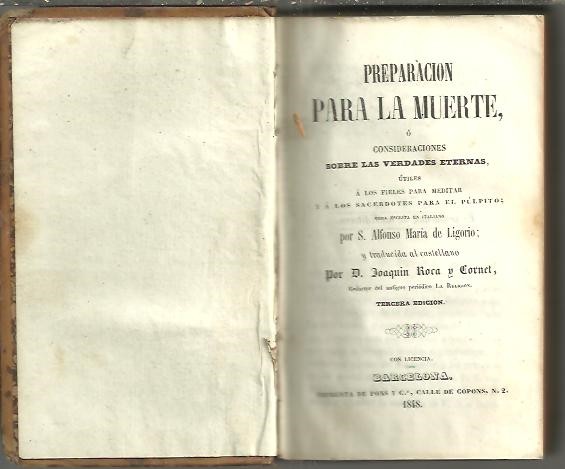 PREPARÀCION
PARA LA MUERTE,
Ó
CONSIDERACIONES
SOBRE LAS VERDADES ETERNAS,
ÚTILES
Á LOS FIELES PARA MEDITAR
Y Á LOS SACERDOTES PARA EL PÚLPITO;
OBRA ESCRITA EN ITALIANO
por S. Alfonso María de Ligorio;
y traducida al castellano
Por D. Joaquin Roca y Cornet,
Redactor del antiguo periódico LA RELIGION.
TERCERA EDICION.
CON LICENCIA.
BARCELONA.
IMPRENTA DE PONS Y C.ª, CALLE DE COPONS, N. 2.
1848.